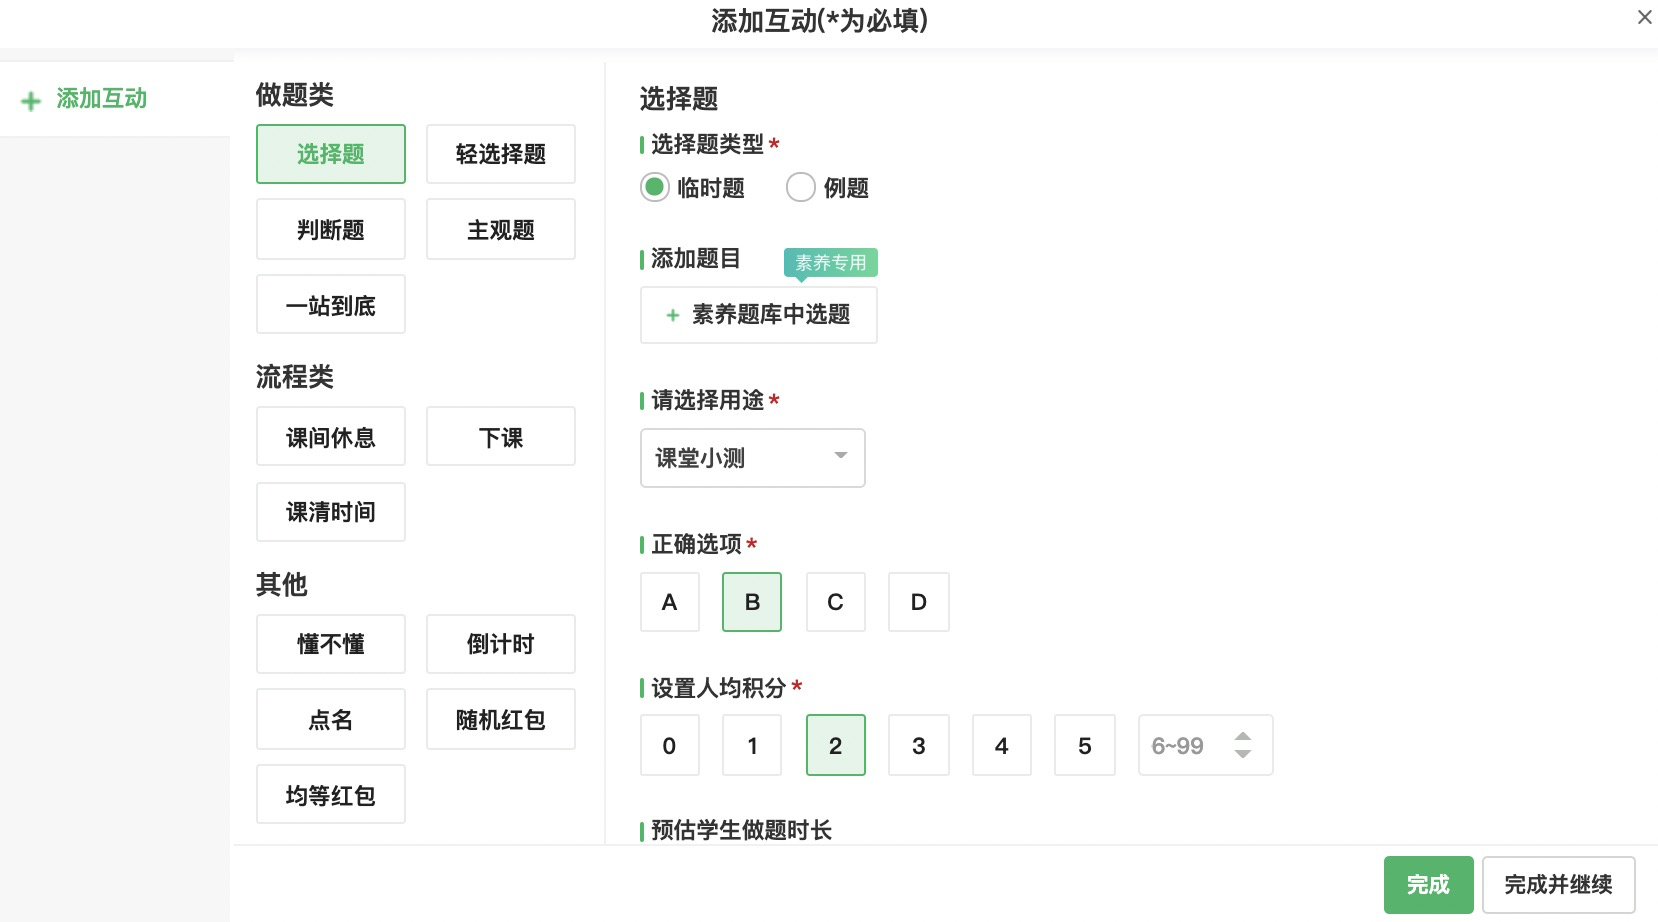 添加互动(*为必填)
添加互动
做题类
选择题
轻选择题
判断题
主观题
一站到底
流程类
课间休息
下课
课清时间
其他
懂不懂
倒计时
点名
随机红包
均等红包
选择题
选择题类型*
临时题
例题
添加题目
素养专用
+ 素养题库中选题
请选择用途*
课堂小测
正确选项*
A
B
C
D
设置人均积分*
0
1
2
3
4
5
6~99
预估学生做题时长
完成
完成并继续